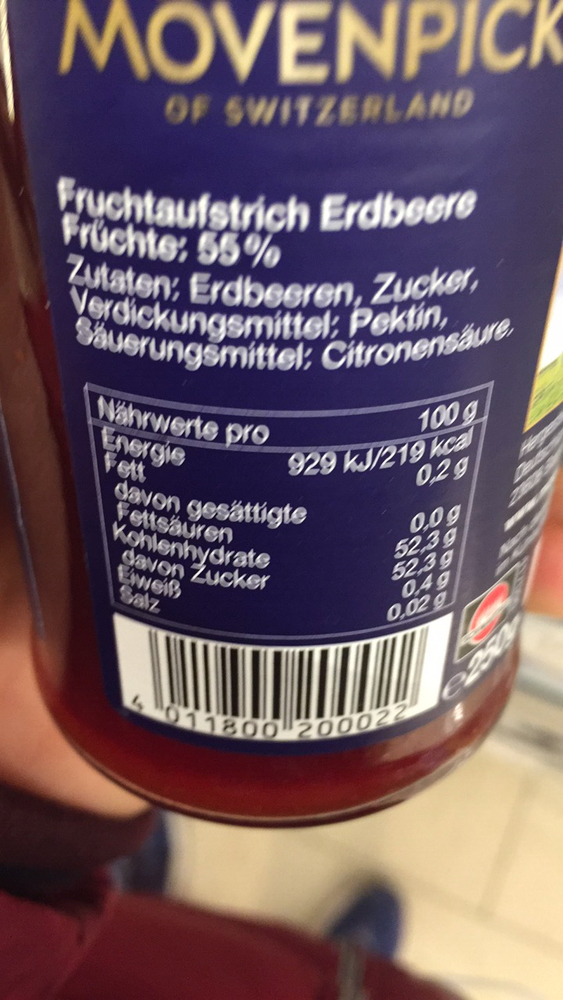 MÖVENPICK
OF SWITZERLAND
Fruchtaufstrich Erdbeere
Früchte: 55%
Zutaten: Erdbeeren, Zucker,
Verdickungsmittel: Pektin,
Säuerungsmittel: Citronensäure.
Nährwerte pro 100 g
Energie 929 kJ/219 kcal
Fett 0,2 g
davon gesättigte
Fettsäuren 0,0 g
Kohlenhydrate 52,3 g
davon Zucker 52,3 g
Eiweiß 0,4 g
Salz 0,02 g
4 011800 200022
e 250g